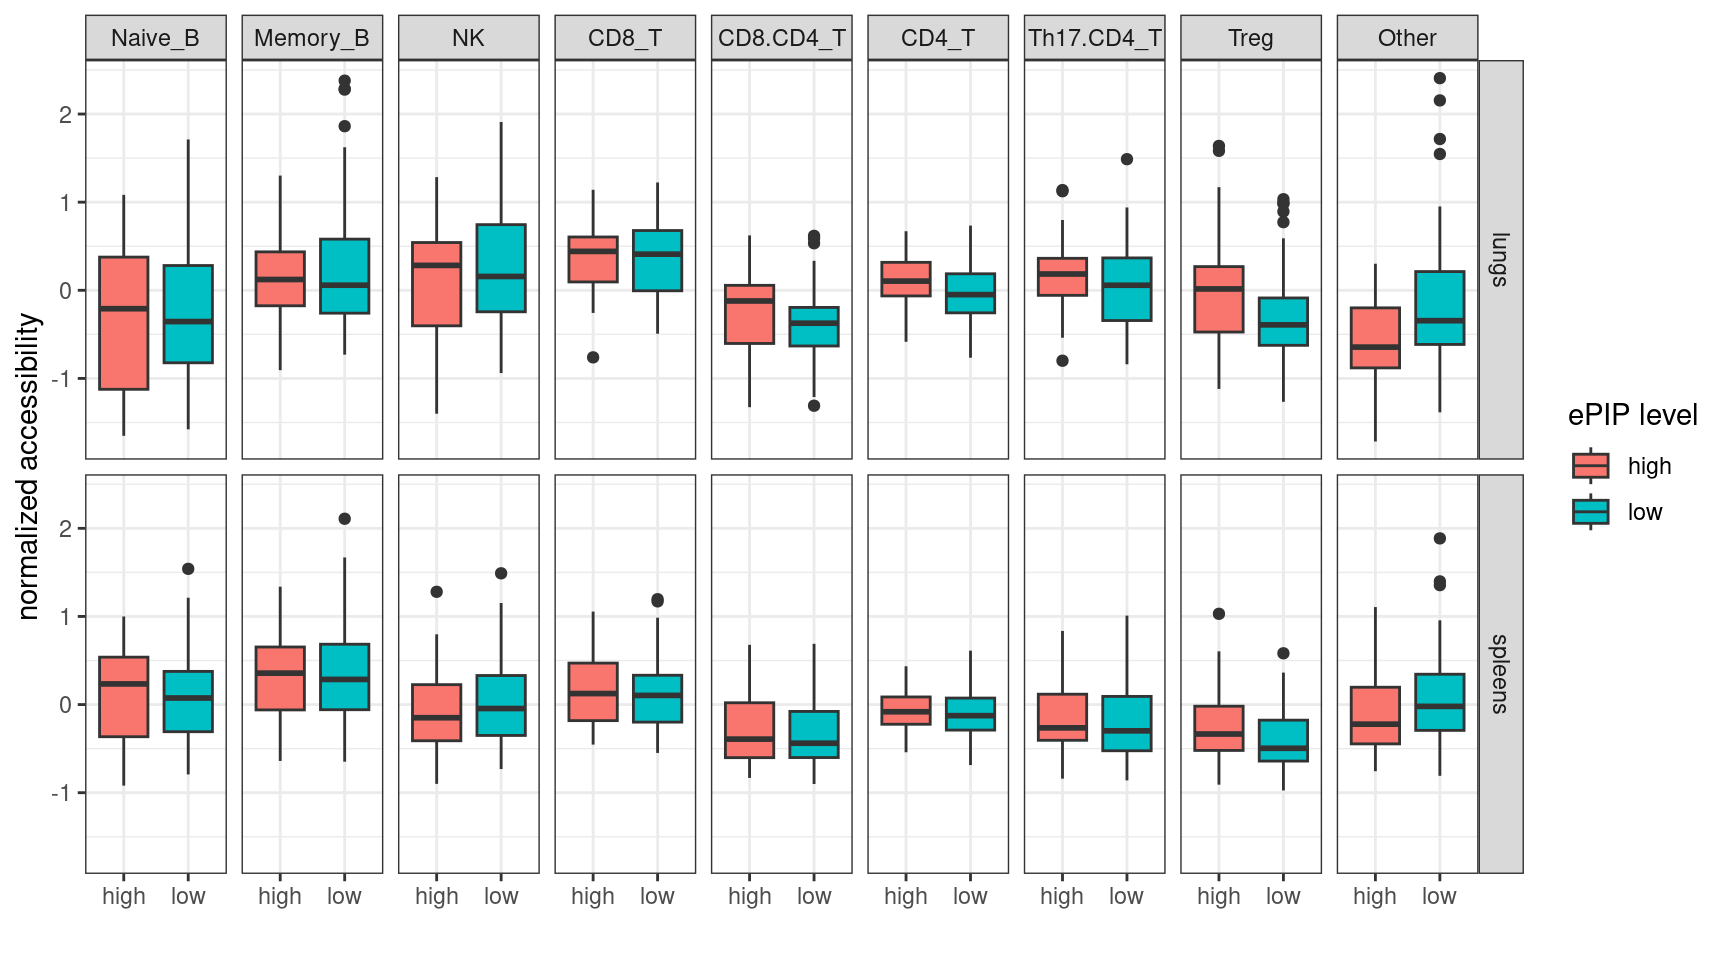 Naive_B Memory_B NK CD8_T CD8.CD4_T CD4_T Th17.CD4_T Treg Other
normalized accessibility
2
1
0
-1
lungs
2
1
0
-1
spleens
high low high low high low high low high low high low high low high low high low
ePIP level
high
low